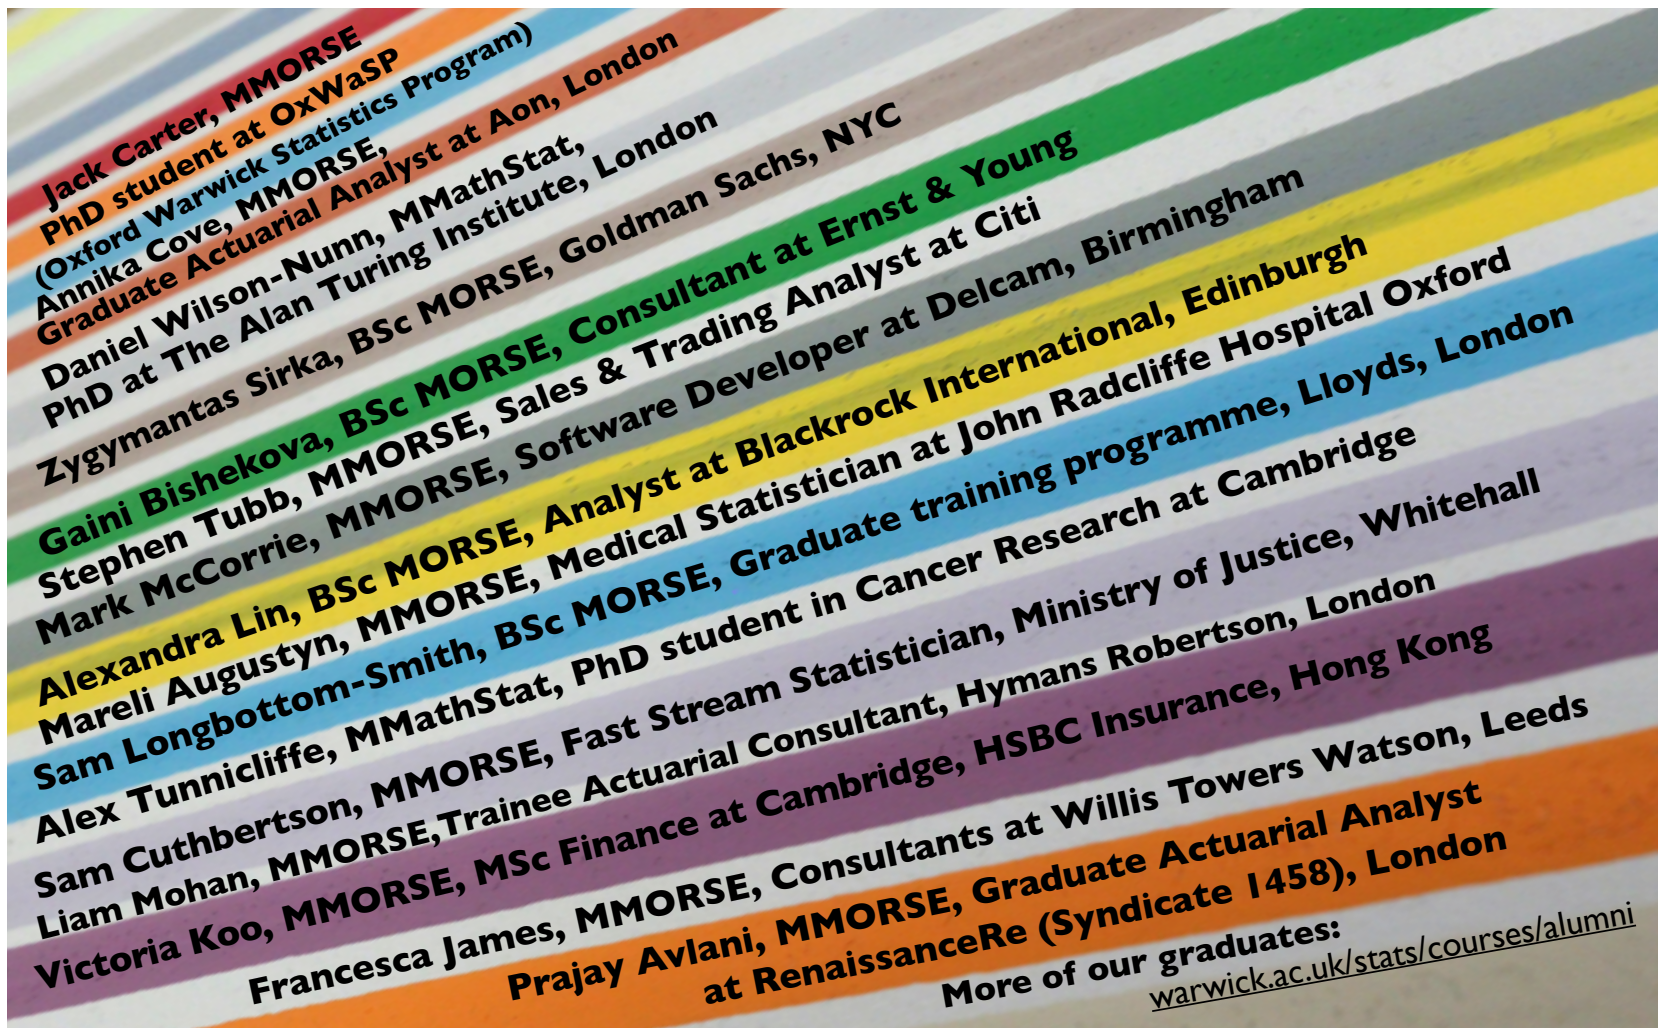 Jack Carter, MMORSE
PhD student at OxWaSP
(Oxford Warwick Statistics Program)
Annika Cove, MMORSE,
Graduate Actuarial Analyst at Aon, London
Daniel Wilson-Nunn, MMathStat,
PhD at The Alan Turing Institute, London
Zygymantas Sirka, BSc MORSE, Goldman Sachs, NYC
Gaini Bishekova, BSc MORSE, Consultant at Ernst & Young
Stephen Tubb, MMORSE, Sales & Trading Analyst at Citi
Mark McCorrie, MMORSE, Software Developer at Delcam, Birmingham
Alexandra Lin, BSc MORSE, Analyst at Blackrock International, Edinburgh
Mareli Augustyn, MMORSE, Medical Statistician at John Radcliffe Hospital Oxford
Sam Longbottom-Smith, BSc MORSE, Graduate training programme, Lloyds, London
Alex Tunnicliffe, MMathStat, PhD student in Cancer Research at Cambridge
Sam Cuthbertson, MMORSE, Fast Stream Statistician, Ministry of Justice, Whitehall
Liam Mohan, MMORSE,Trainee Actuarial Consultant, Hymans Robertson, London
Victoria Koo, MMORSE, MSc Finance at Cambridge, HSBC Insurance, Hong Kong
Francesca James, MMORSE, Consultants at Willis Towers Watson, Leeds
Prajay Avlani, MMORSE, Graduate Actuarial Analyst
at RenaissanceRe (Syndicate 1458), London
More of our graduates:
warwick.ac.uk/stats/courses/alumni